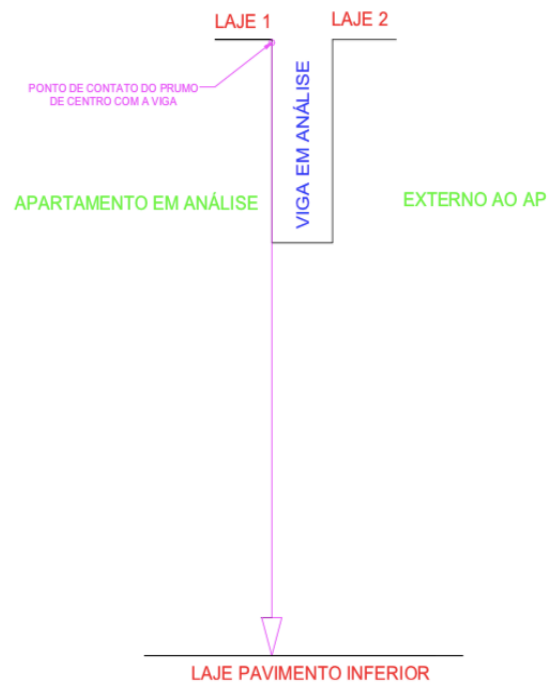 LAJE 1
LAJE 2
PONTO DE CONTATO DO PRUMO
DE CENTRO COM A VIGA
VIGA EM ANÁLISE
APARTAMENTO EM ANÁLISE
EXTERNO AO AP
LAJE PAVIMENTO INFERIOR